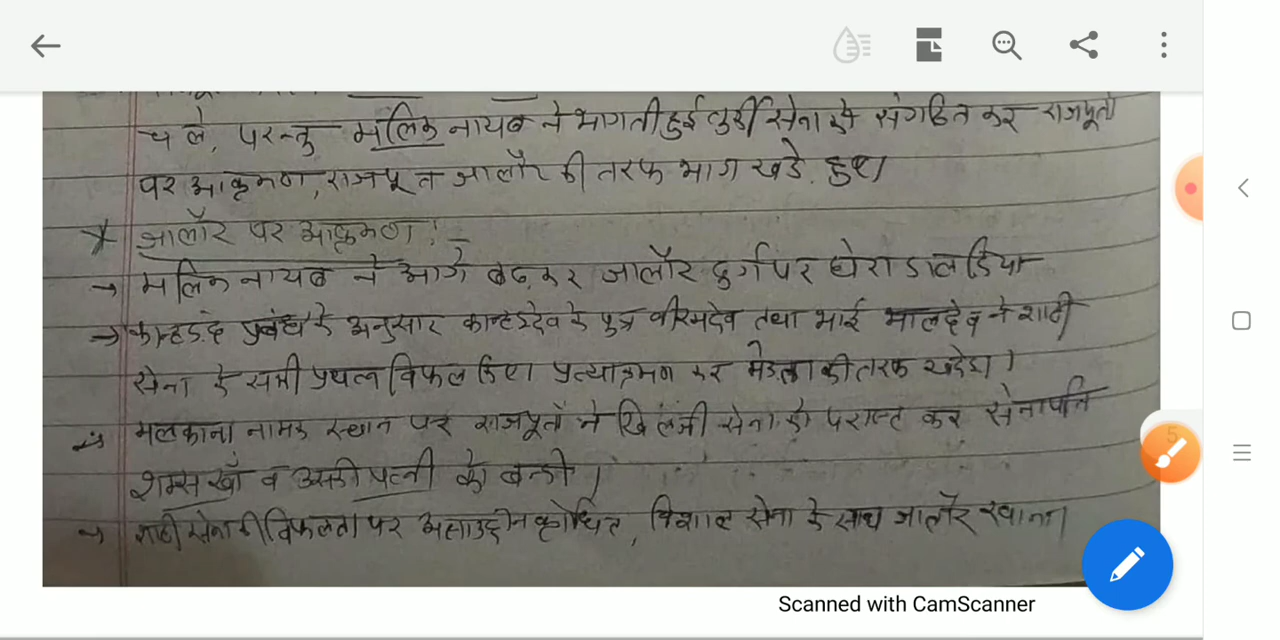 चले, परन्तु मलिक नायब ने भागती हुई तुर्की सेना को संगठित कर राजपूतों
पर आक्रमण, राजपूत जालौर की तरफ भाग खडे हुए।
* जालौर पर आक्रमण :-
→ मलिक नायब ने आगे बढ़कर जालौर दुर्ग पर घेरा डाल दिया
→ कान्हड़दे प्रबंध के अनुसार कान्हड़देव के पुत्र वीरमदेव तथा भाई मालदेव ने शाही
सेना के सभी प्रयत्न विफल किए प्रत्याक्रमण कर मेड़ता की तरफ खदेडा।
→ मलकाना नामक स्थान पर राजपूतों ने खिलजी सेना को परास्त कर सेनापति
शम्स खाँ व उसकी पत्नी को बन्दी।
→ शाही सेना की विफलता पर अलाउद्दीन क्रोधित, विशाल सेना के साथ जालौर रवाना।
5
Scanned with CamScanner